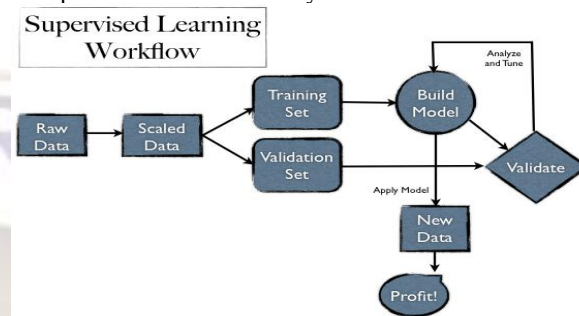 Supervised Learning
Workflow
Analyze
and Tune
Training
Set
Build
Model
Raw
Data
Scaled
Data
Validation
Set
Validate
Apply Model
New
Data
Profit!